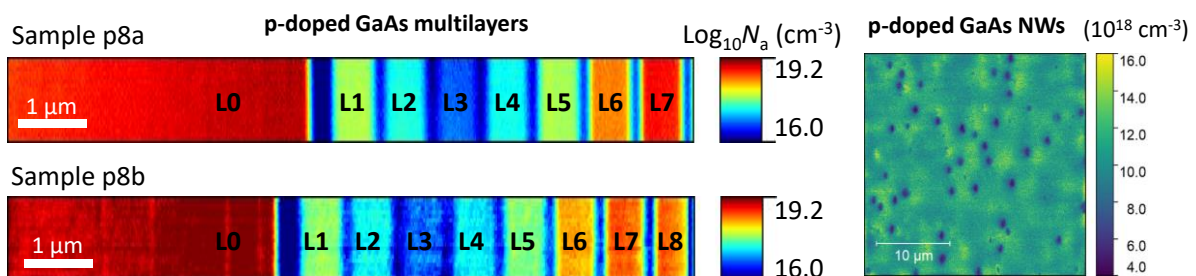 p-doped GaAs multilayers
Sample p8a
Log₁₀Nₐ (cm⁻³)
L0 L1 L2 L3 L4 L5 L6 L7
1 µm
19.2
16.0
Sample p8b
L0 L1 L2 L3 L4 L5 L6 L7 L8
1 µm
19.2
16.0
p-doped GaAs NWs
(10¹⁸ cm⁻³)
16.0
14.0
12.0
10.0
8.0
6.0
4.0
10 µm